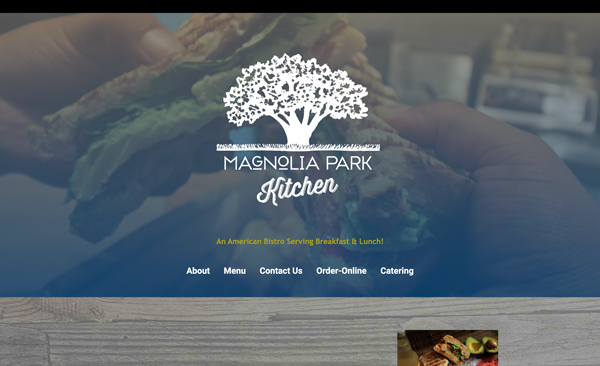 MAGNOLIA PARK
Kitchen
An American Bistro Serving Breakfast & Lunch!
About Menu Contact Us Order-Online Catering